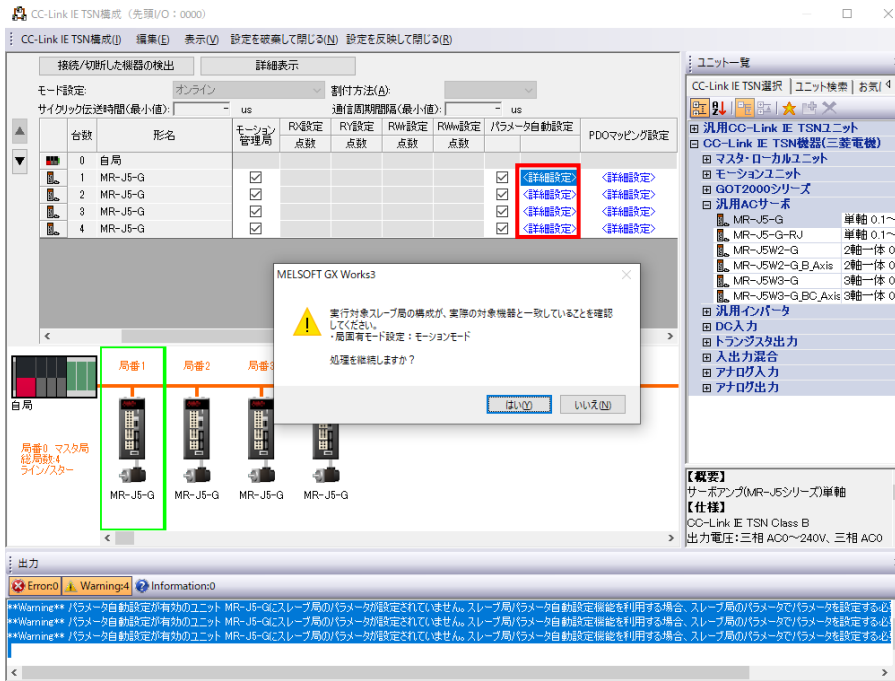 CC-Link IE TSN構成（先頭I/O：0000）
CC-Link IE TSN構成(I) 編集(E) 表示(V) 設定を破棄して閉じる(N) 設定を反映して閉じる(R)
接続/切断した機器の検出 詳細表示
モード設定: オンライン 割付方法(A):
サイクリック伝送時間(最小値): - us 通信周期間隔(最小値): - us
台数 形名 モーション管理局 RX設定 RY設定 RWr設定 RWw設定 パラメータ自動設定 PDOマッピング設定
点数 点数 点数 点数
0 自局
1 MR-J5-G <詳細設定> <詳細設定>
2 MR-J5-G <詳細設定> <詳細設定>
3 MR-J5-G <詳細設定> <詳細設定>
4 MR-J5-G <詳細設定> <詳細設定>
MELSOFT GX Works3
実行対象スレーブ局の構成が、実際の対象機器と一致していることを確認
してください。
・局固有モード設定：モーションモード
処理を継続しますか？
はい(Y) いいえ(N)
局番1 局番2 局番3
自局
局番0 マスタ局
総局数:4
ライン/スター
MR-J5-G MR-J5-G MR-J5-G MR-J5-G
ユニット一覧
CC-Link IE TSN選択 ユニット検索 お気に
汎用CC-Link IE TSNユニット
CC-Link IE TSN機器(三菱電機)
マスタ・ローカルユニット
モーションユニット
GOT2000シリーズ
汎用ACサーボ
MR-J5-G 単軸 0.1～
MR-J5-G-RJ 単軸 0.1～
MR-J5W2-G 2軸一体 0
MR-J5W2-G_B_Axis 2軸一体 0
MR-J5W3-G 3軸一体 0
MR-J5W3-G_BC_Axis 3軸一体 0
汎用インバータ
DC入力
トランジスタ出力
入出力混合
アナログ入力
アナログ出力
【概要】
サーボアンプ(MR-J5シリーズ)単軸
【仕様】
CC-Link IE TSN Class B
出力電圧:三相 AC0～240V、三相 AC0
出力
Error:0 Warning:4 Information:0
**Warning** パラメータ自動設定が有効のユニット MR-J5-Gにスレーブ局のパラメータが設定されていません。スレーブ局パラメータ自動設定機能を利用する場合、スレーブ局のパラメータでパラメータを設定する必
**Warning** パラメータ自動設定が有効のユニット MR-J5-Gにスレーブ局のパラメータが設定されていません。スレーブ局パラメータ自動設定機能を利用する場合、スレーブ局のパラメータでパラメータを設定する必
**Warning** パラメータ自動設定が有効のユニット MR-J5-Gにスレーブ局のパラメータが設定されていません。スレーブ局パラメータ自動設定機能を利用する場合、スレーブ局のパラメータでパラメータを設定する必